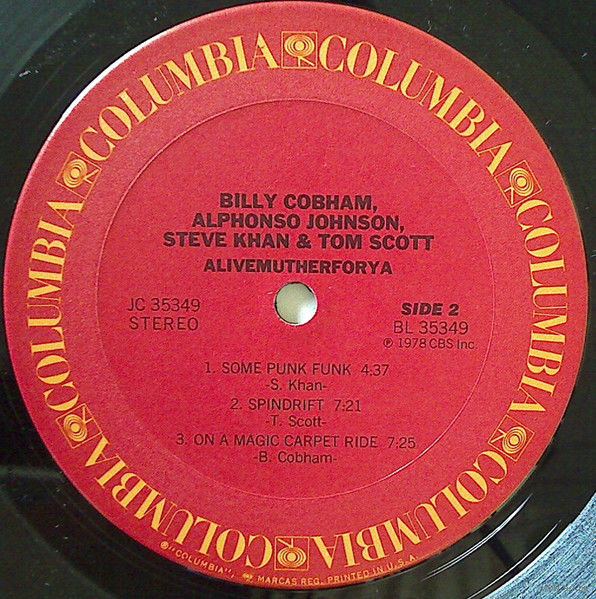 COLUMBIA COLUMBIA COLUMBIA COLUMBIA COLUMBIA COLUMBIA COLUMBIA
BILLY COBHAM,
ALPHONSO JOHNSON,
STEVE KHAN & TOM SCOTT
ALIVEMUTHERFORYA
JC 35349
STEREO
SIDE 2
BL 35349
℗ 1978 CBS Inc.
1. SOME PUNK FUNK 4:37
-S. Khan-
2. SPINDRIFT 7:21
-T. Scott-
3. ON A MAGIC CARPET RIDE 7:25
-B. Cobham-
® "COLUMBIA", MARCAS REG. PRINTED IN U.S.A.